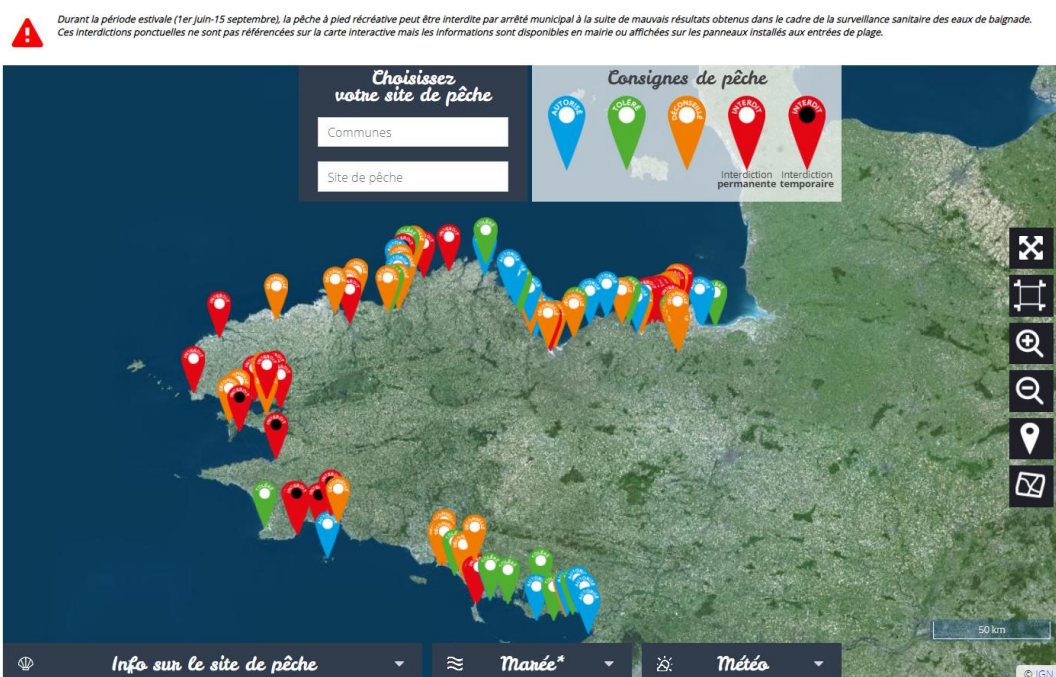 Durant la période estivale (1er juin-15 septembre), la pêche à pied récréative peut être interdite par arrêté municipal à la suite de mauvais résultats obtenus dans le cadre de la surveillance sanitaire des eaux de baignade.
Ces interdictions ponctuelles ne sont pas référencées sur la carte interactive mais les informations sont disponibles en mairie ou affichées sur les panneaux installés aux entrées de plage.
Choisissez
votre site de pêche
Communes
Site de pêche
Consignes de pêche
AUTORISÉ
TOLÉRÉ
DÉCONSEILLÉ
INTERDIT
INTERDIT
Interdiction
permanente
Interdiction
temporaire
50 km
Info sur le site de pêche
Marée*
Météo
© IGN